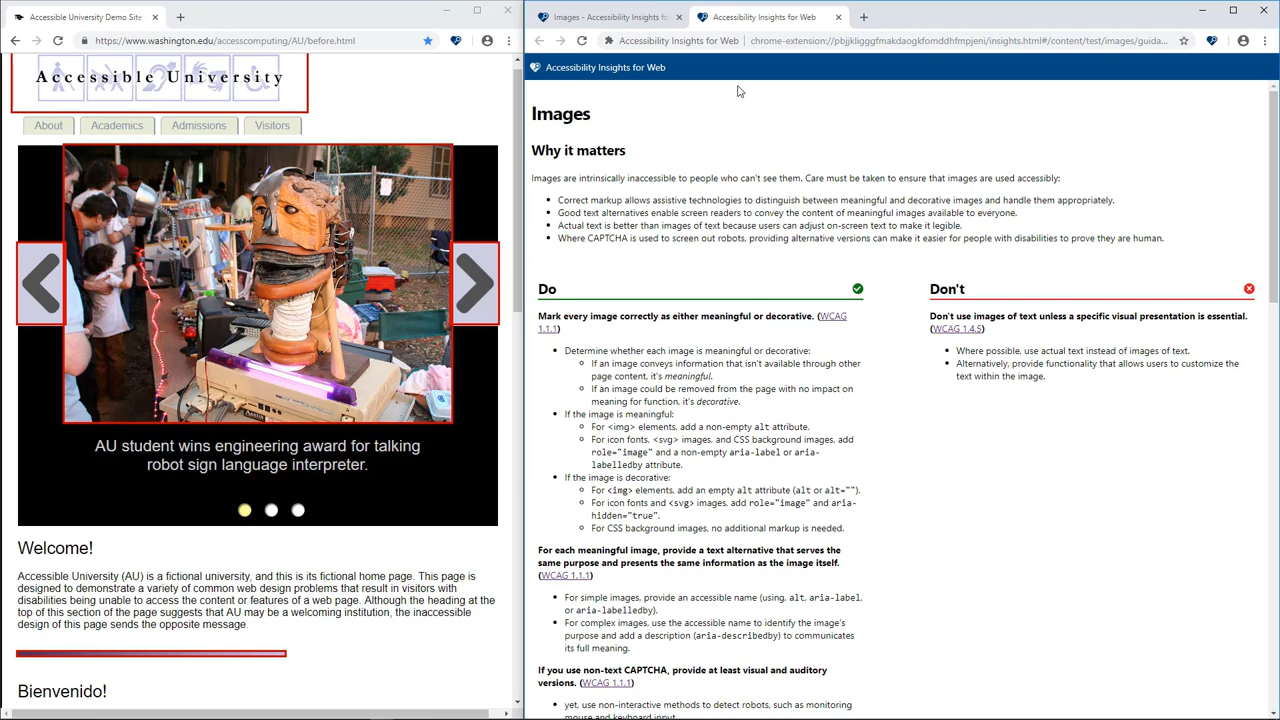 Accessible University Demo Site
https://www.washington.edu/accesscomputing/AU/before.html
Accessible University
About
Academics
Admissions
Visitors
AU student wins engineering award for talking
robot sign language interpreter.
Welcome!
Accessible University (AU) is a fictional university, and this is its fictional home page. This page is
designed to demonstrate a variety of common web design problems that result in visitors with
disabilities being unable to access the content or features of a web page. Although the heading at the
top of this section of the page suggests that AU may be a welcoming institution, the inaccessible
design of this page sends the opposite message.
Bienvenido!
Images - Accessibility Insights fo
Accessibility Insights for Web
Accessibility Insights for Web
chrome-extension://pbjjkligggfmakdaogkfomddhfmpjeni/insights.html#/content/test/images/guida...
Accessibility Insights for Web
Images
Why it matters
Images are intrinsically inaccessible to people who can't see them. Care must be taken to ensure that images are used accessibly:
• Correct markup allows assistive technologies to distinguish between meaningful and decorative images and handle them appropriately.
• Good text alternatives enable screen readers to convey the content of meaningful images available to everyone.
• Actual text is better than images of text because users can adjust on-screen text to make it legible.
• Where CAPTCHA is used to screen out robots, providing alternative versions can make it easier for people with disabilities to prove they are human.
Do
Mark every image correctly as either meaningful or decorative. (WCAG
1.1.1)
• Determine whether each image is meaningful or decorative:
If an image conveys information that isn't available through other
page content, it's meaningful.
If an image could be removed from the page with no impact on
meaning for function, it's decorative.
• If the image is meaningful:
For <img> elements, add a non-empty alt attribute.
For icon fonts, <svg> images, and CSS background images, add
role="image" and a non-empty aria-label or aria-
labelledby attribute.
• If the image is decorative:
For <img> elements, add an empty alt attribute (alt or alt="").
For icon fonts and <svg> images, add role="image" and aria-
hidden="true".
For CSS background images, no additional markup is needed.
For each meaningful image, provide a text alternative that serves the
same purpose and presents the same information as the image itself.
(WCAG 1.1.1)
• For simple images, provide an accessible name (using, alt, aria-label,
or aria-labelledby).
• For complex images, use the accessible name to identify the image's
purpose and add a description (aria-describedby) to communicates
its full meaning.
If you use non-text CAPTCHA, provide at least visual and auditory
versions. (WCAG 1.1.1)
• yet, use non-interactive methods to detect robots, such as monitoring
mouse and keyboard input.
Don't
Don't use images of text unless a specific visual presentation is essential.
(WCAG 1.4.5)
• Where possible, use actual text instead of images of text.
• Alternatively, provide functionality that allows users to customize the
text within the image.